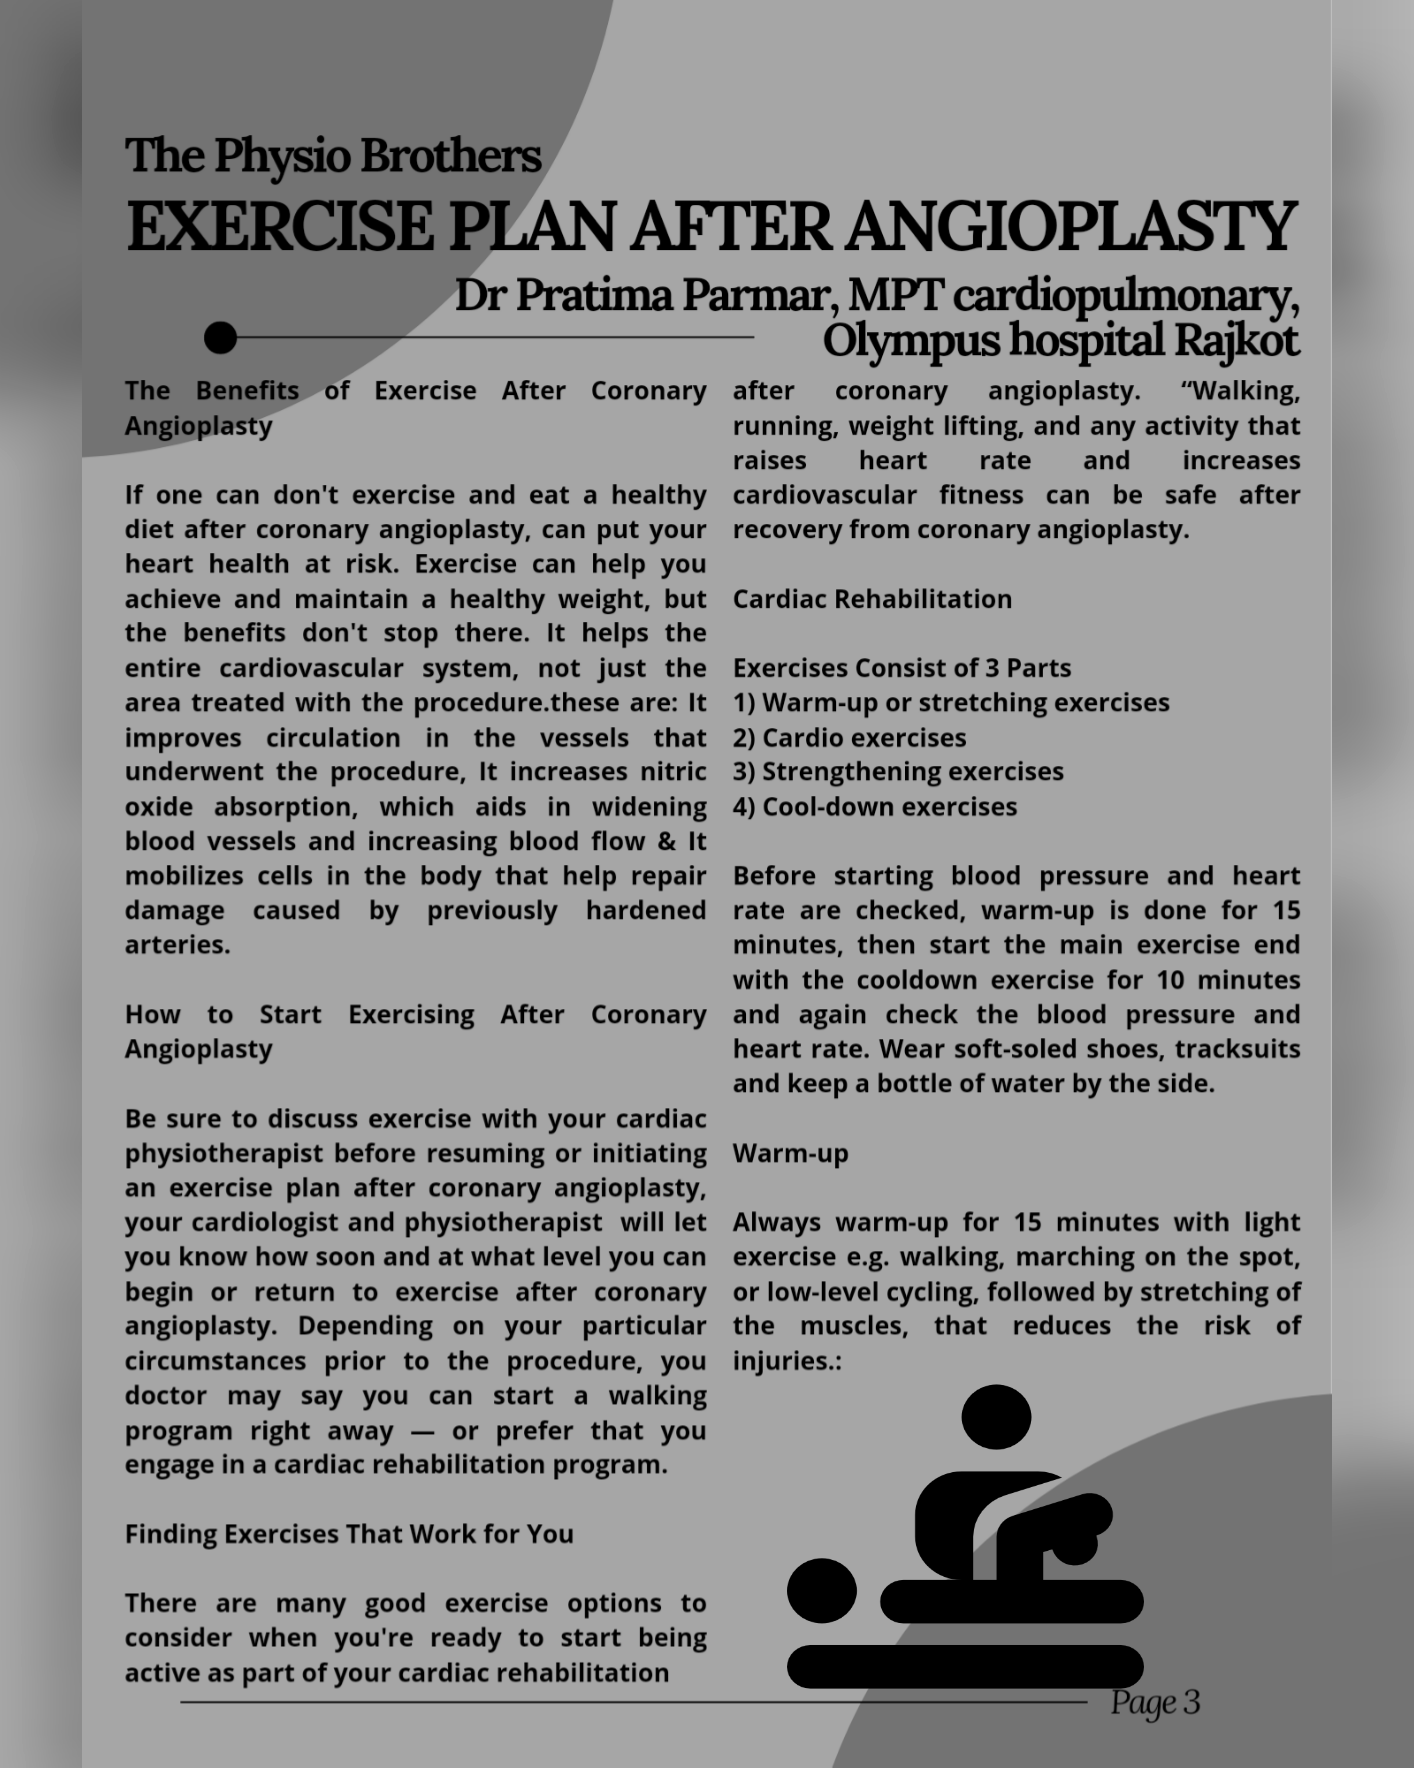 The Physio Brothers
EXERCISE PLAN AFTER ANGIOPLASTY
Dr Pratima Parmar, MPT cardiopulmonary,
Olympus hospital Rajkot
The Benefits of Exercise After Coronary
Angioplasty
If one can don't exercise and eat a healthy
diet after coronary angioplasty, can put your
heart health at risk. Exercise can help you
achieve and maintain a healthy weight, but
the benefits don't stop there. It helps the
entire cardiovascular system, not just the
area treated with the procedure.these are: It
improves circulation in the vessels that
underwent the procedure, It increases nitric
oxide absorption, which aids in widening
blood vessels and increasing blood flow & It
mobilizes cells in the body that help repair
damage caused by previously hardened
arteries.
How to Start Exercising After Coronary
Angioplasty
Be sure to discuss exercise with your cardiac
physiotherapist before resuming or initiating
an exercise plan after coronary angioplasty,
your cardiologist and physiotherapist will let
you know how soon and at what level you can
begin or return to exercise after coronary
angioplasty. Depending on your particular
circumstances prior to the procedure, you
doctor may say you can start a walking
program right away — or prefer that you
engage in a cardiac rehabilitation program.
Finding Exercises That Work for You
There are many good exercise options to
consider when you're ready to start being
active as part of your cardiac rehabilitation
after coronary angioplasty. “Walking,
running, weight lifting, and any activity that
raises heart rate and increases
cardiovascular fitness can be safe after
recovery from coronary angioplasty.
Cardiac Rehabilitation
Exercises Consist of 3 Parts
1) Warm-up or stretching exercises
2) Cardio exercises
3) Strengthening exercises
4) Cool-down exercises
Before starting blood pressure and heart
rate are checked, warm-up is done for 15
minutes, then start the main exercise end
with the cooldown exercise for 10 minutes
and again check the blood pressure and
heart rate. Wear soft-soled shoes, tracksuits
and keep a bottle of water by the side.
Warm-up
Always warm-up for 15 minutes with light
exercise e.g. walking, marching on the spot,
or low-level cycling, followed by stretching of
the muscles, that reduces the risk of
injuries.:
Page 3